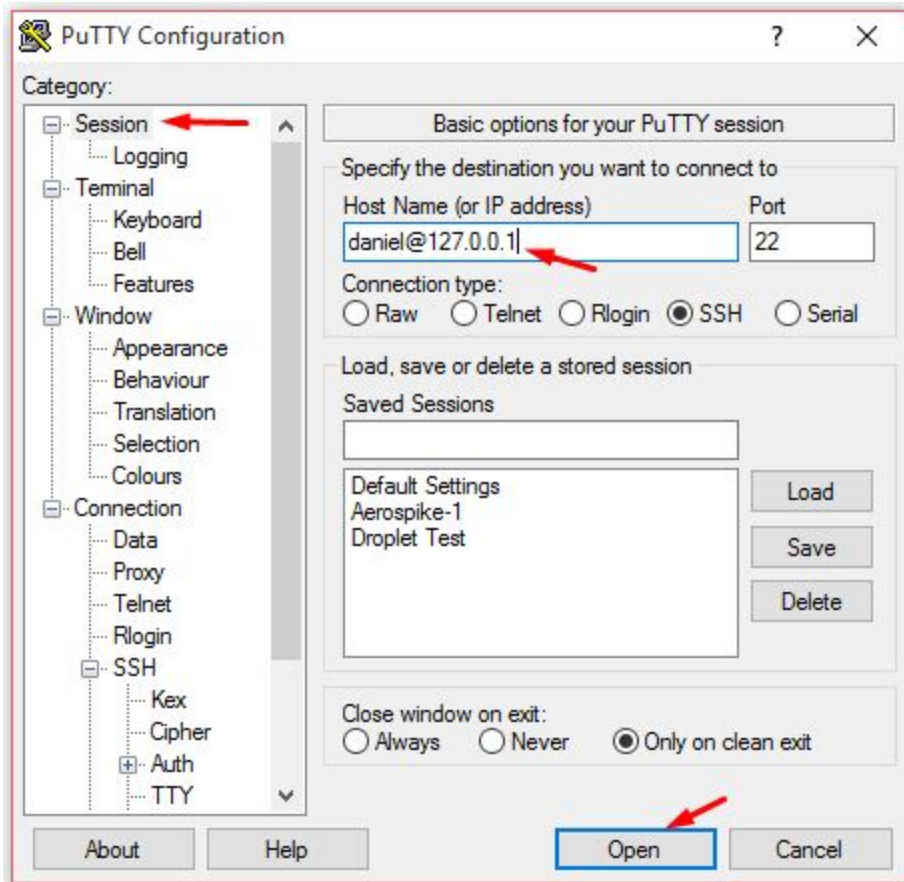 PuTTY Configuration
Category:
Session
Logging
Terminal
Keyboard
Bell
Features
Window
Appearance
Behaviour
Translation
Selection
Colours
Connection
Data
Proxy
Telnet
Rlogin
SSH
Kex
Cipher
Auth
TTY
Basic options for your PuTTY session
Specify the destination you want to connect to
Host Name (or IP address) Port
daniel@127.0.0.1 22
Connection type:
Raw Telnet Rlogin SSH Serial
Load, save or delete a stored session
Saved Sessions
Default Settings
Aerospike-1
Droplet Test
Load
Save
Delete
Close window on exit:
Always Never Only on clean exit
About Help Open Cancel